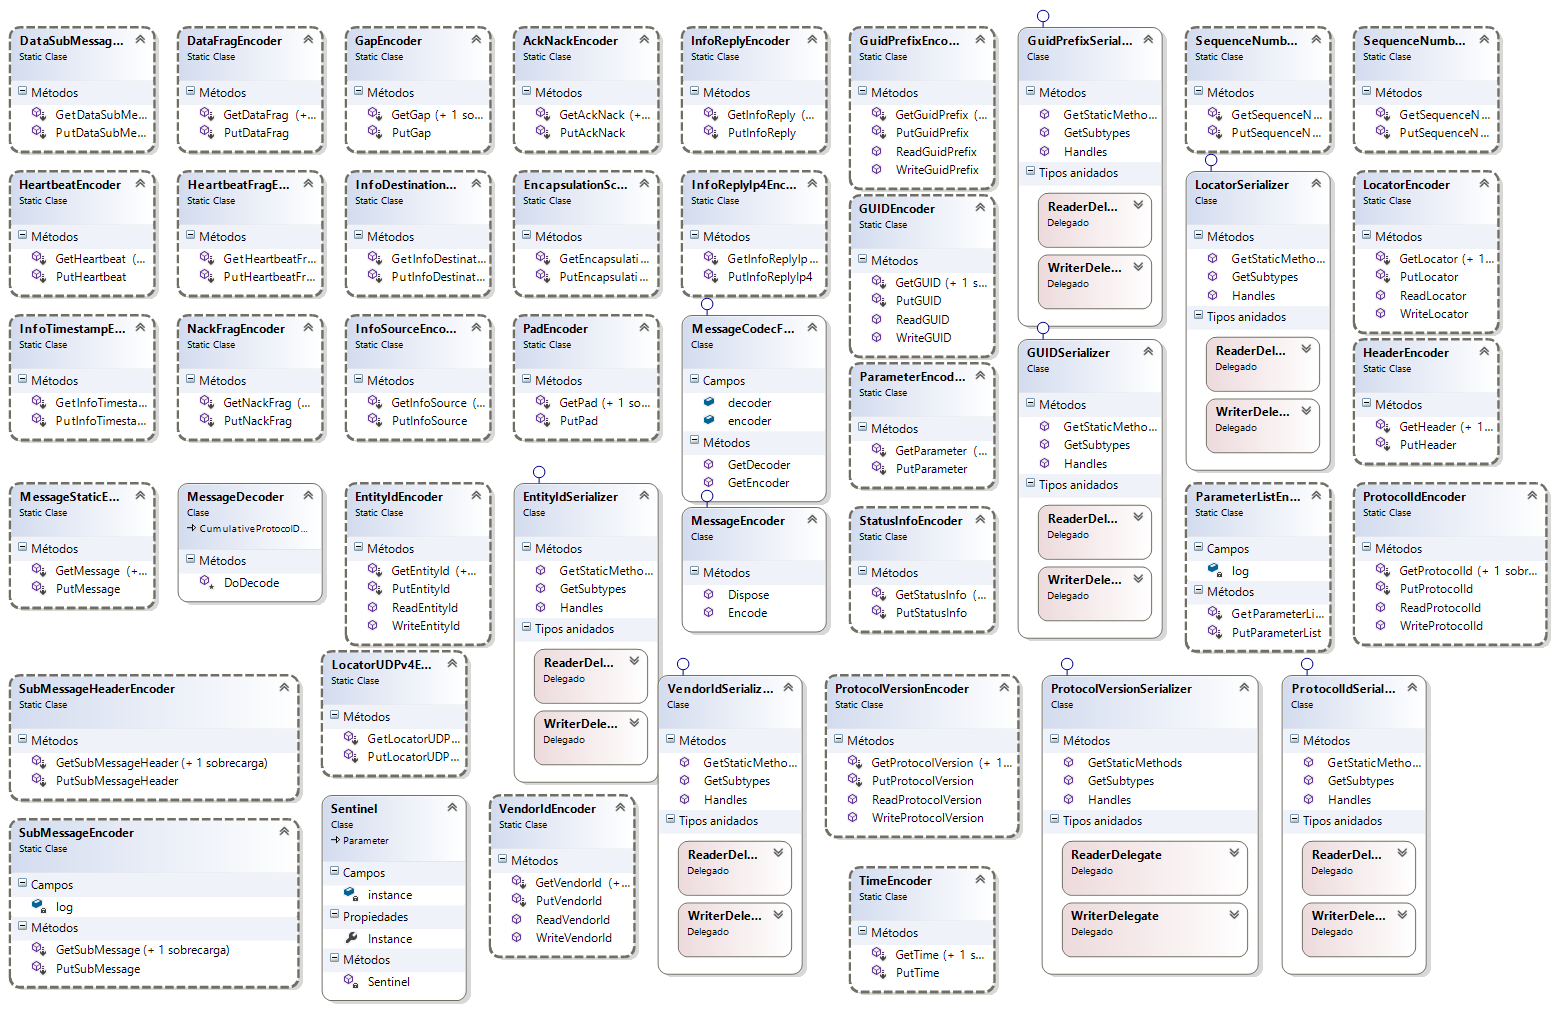 DataSubMessag...
Static Clase
Métodos
GetDataSubMe...
PutDataSubMe...
DataFragEncoder
Static Clase
Métodos
GetDataFrag (+...
PutDataFrag
GapEncoder
Static Clase
Métodos
GetGap (+ 1 so...
PutGap
AckNackEncoder
Static Clase
Métodos
GetAckNack (+...
PutAckNack
InfoReplyEncoder
Static Clase
Métodos
GetInfoReply (...
PutInfoReply
GuidPrefixEnco...
Static Clase
Métodos
GetGuidPrefix (...
PutGuidPrefix
ReadGuidPrefix
WriteGuidPrefix
GuidPrefixSerial...
Clase
Métodos
GetStaticMetho...
GetSubtypes
Handles
Tipos anidados
ReaderDel...
Delegado
WriterDele...
Delegado
SequenceNumb...
Static Clase
Métodos
GetSequenceN...
PutSequenceN...
SequenceNumb...
Static Clase
Métodos
GetSequenceN...
PutSequenceN...
HeartbeatEncoder
Static Clase
Métodos
GetHeartbeat (...
PutHeartbeat
HeartbeatFragE...
Static Clase
Métodos
GetHeartbeatFr...
PutHeartbeatFr...
InfoDestination...
Static Clase
Métodos
GetInfoDestinat...
PutInfoDestinat...
EncapsulationSc...
Static Clase
Métodos
GetEncapsulati...
PutEncapsulati...
InfoReplyIp4Enc...
Static Clase
Métodos
GetInfoReplyIp...
PutInfoReplyIp4
GUIDEncoder
Static Clase
Métodos
GetGUID (+ 1 s...
PutGUID
ReadGUID
WriteGUID
LocatorSerializer
Clase
Métodos
GetStaticMetho...
GetSubtypes
Handles
Tipos anidados
ReaderDel...
Delegado
WriterDele...
Delegado
LocatorEncoder
Static Clase
Métodos
GetLocator (+ 1...
PutLocator
ReadLocator
WriteLocator
InfoTimestampE...
Static Clase
Métodos
GetInfoTimesta...
PutInfoTimesta...
NackFragEncoder
Static Clase
Métodos
GetNackFrag (...
PutNackFrag
InfoSourceEnco...
Static Clase
Métodos
GetInfoSource (...
PutInfoSource
PadEncoder
Static Clase
Métodos
GetPad (+ 1 so...
PutPad
MessageCodecF...
Clase
Campos
decoder
encoder
Métodos
GetDecoder
GetEncoder
ParameterEncod...
Static Clase
Métodos
GetParameter (...
PutParameter
GUIDSerializer
Clase
Métodos
GetStaticMetho...
GetSubtypes
Handles
Tipos anidados
ReaderDel...
Delegado
WriterDele...
Delegado
HeaderEncoder
Static Clase
Métodos
GetHeader (+ 1...
PutHeader
MessageStaticE...
Static Clase
Métodos
GetMessage (+...
PutMessage
MessageDecoder
Clase
CumulativeProtocolD...
Métodos
DoDecode
EntityIdEncoder
Static Clase
Métodos
GetEntityId (+...
PutEntityId
ReadEntityId
WriteEntityId
EntityIdSerializer
Clase
Métodos
GetStaticMetho...
GetSubtypes
Handles
Tipos anidados
ReaderDel...
Delegado
WriterDele...
Delegado
MessageEncoder
Clase
Métodos
Dispose
Encode
StatusInfoEncoder
Static Clase
Métodos
GetStatusInfo (...
PutStatusInfo
ParameterListEn...
Static Clase
Campos
log
Métodos
GetParameterLi...
PutParameterList
ProtocolIdEncoder
Static Clase
Métodos
GetProtocolId (+ 1 sobr...
PutProtocolId
ReadProtocolId
WriteProtocolId
SubMessageHeaderEncoder
Static Clase
Métodos
GetSubMessageHeader (+ 1 sobrecarga)
PutSubMessageHeader
LocatorUDPv4E...
Static Clase
Métodos
GetLocatorUDP...
PutLocatorUDP...
VendorIdSerializ...
Clase
Métodos
GetStaticMetho...
GetSubtypes
Handles
Tipos anidados
ReaderDel...
Delegado
WriterDele...
Delegado
ProtocolVersionEncoder
Static Clase
Métodos
GetProtocolVersion (+ 1...
PutProtocolVersion
ReadProtocolVersion
WriteProtocolVersion
ProtocolVersionSerializer
Clase
Métodos
GetStaticMethods
GetSubtypes
Handles
Tipos anidados
ReaderDelegate
Delegado
WriterDelegate
Delegado
ProtocolIdSerial...
Clase
Métodos
GetStaticMetho...
GetSubtypes
Handles
Tipos anidados
ReaderDel...
Delegado
WriterDele...
Delegado
SubMessageEncoder
Static Clase
Campos
log
Métodos
GetSubMessage (+ 1 sobrecarga)
PutSubMessage
Sentinel
Clase
Parameter
Campos
instance
Propiedades
Instance
Métodos
Sentinel
VendorIdEncoder
Static Clase
Métodos
GetVendorId (+...
PutVendorId
ReadVendorId
WriteVendorId
TimeEncoder
Static Clase
Métodos
GetTime (+ 1 s...
PutTime